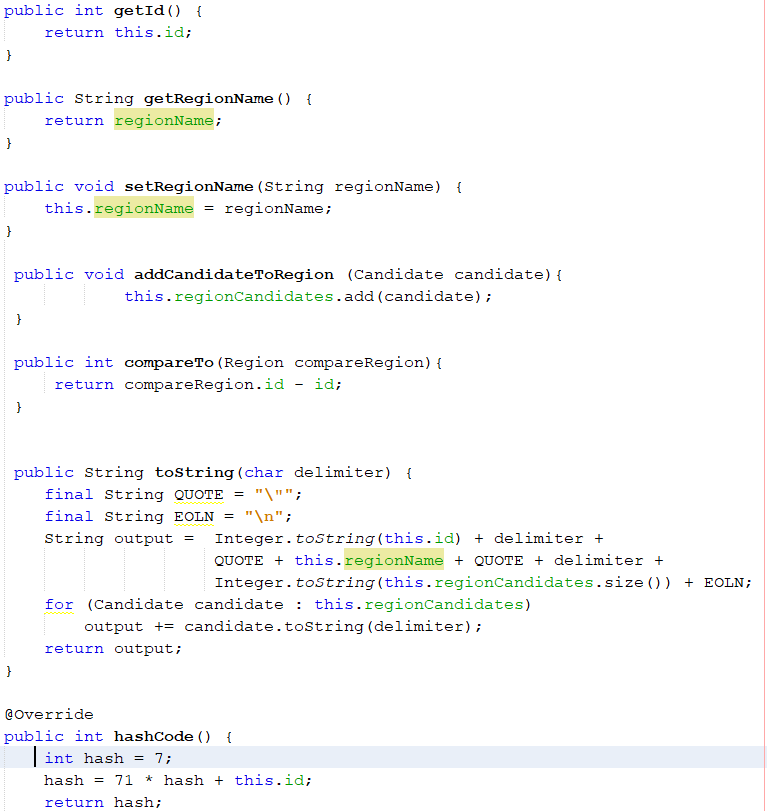 public int getId() {
    return this.id;
}
public String getRegionName() {
    return regionName;
}
public void setRegionName(String regionName) {
    this.regionName = regionName;
}
 public void addCandidateToRegion (Candidate candidate){
            this.regionCandidates.add(candidate);
 }
 public int compareTo(Region compareRegion){
     return compareRegion.id - id;
 }
 public String toString(char delimiter) {
    final String QUOTE = "\"";
    final String EOLN = "\n";
    String output =  Integer.toString(this.id) + delimiter +
                     QUOTE + this.regionName + QUOTE + delimiter +
                     Integer.toString(this.regionCandidates.size()) + EOLN;
    for (Candidate candidate : this.regionCandidates)
        output += candidate.toString(delimiter);
    return output;
}
@Override
public int hashCode() {
    int hash = 7;
    hash = 71 * hash + this.id;
    return hash;